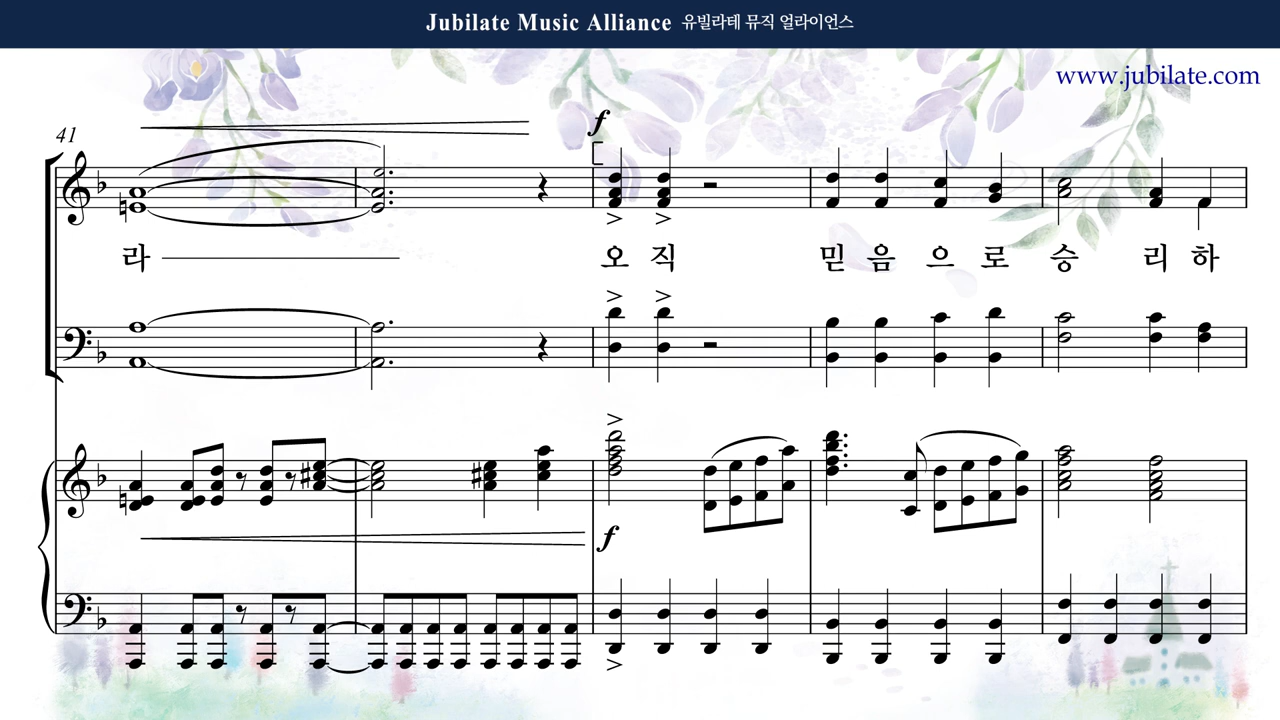 Jubilate Music Alliance 유빌라테 뮤직 얼라이언스
www.jubilate.com
41
f
라 오 직 믿 음 으 로 승 리 하
f